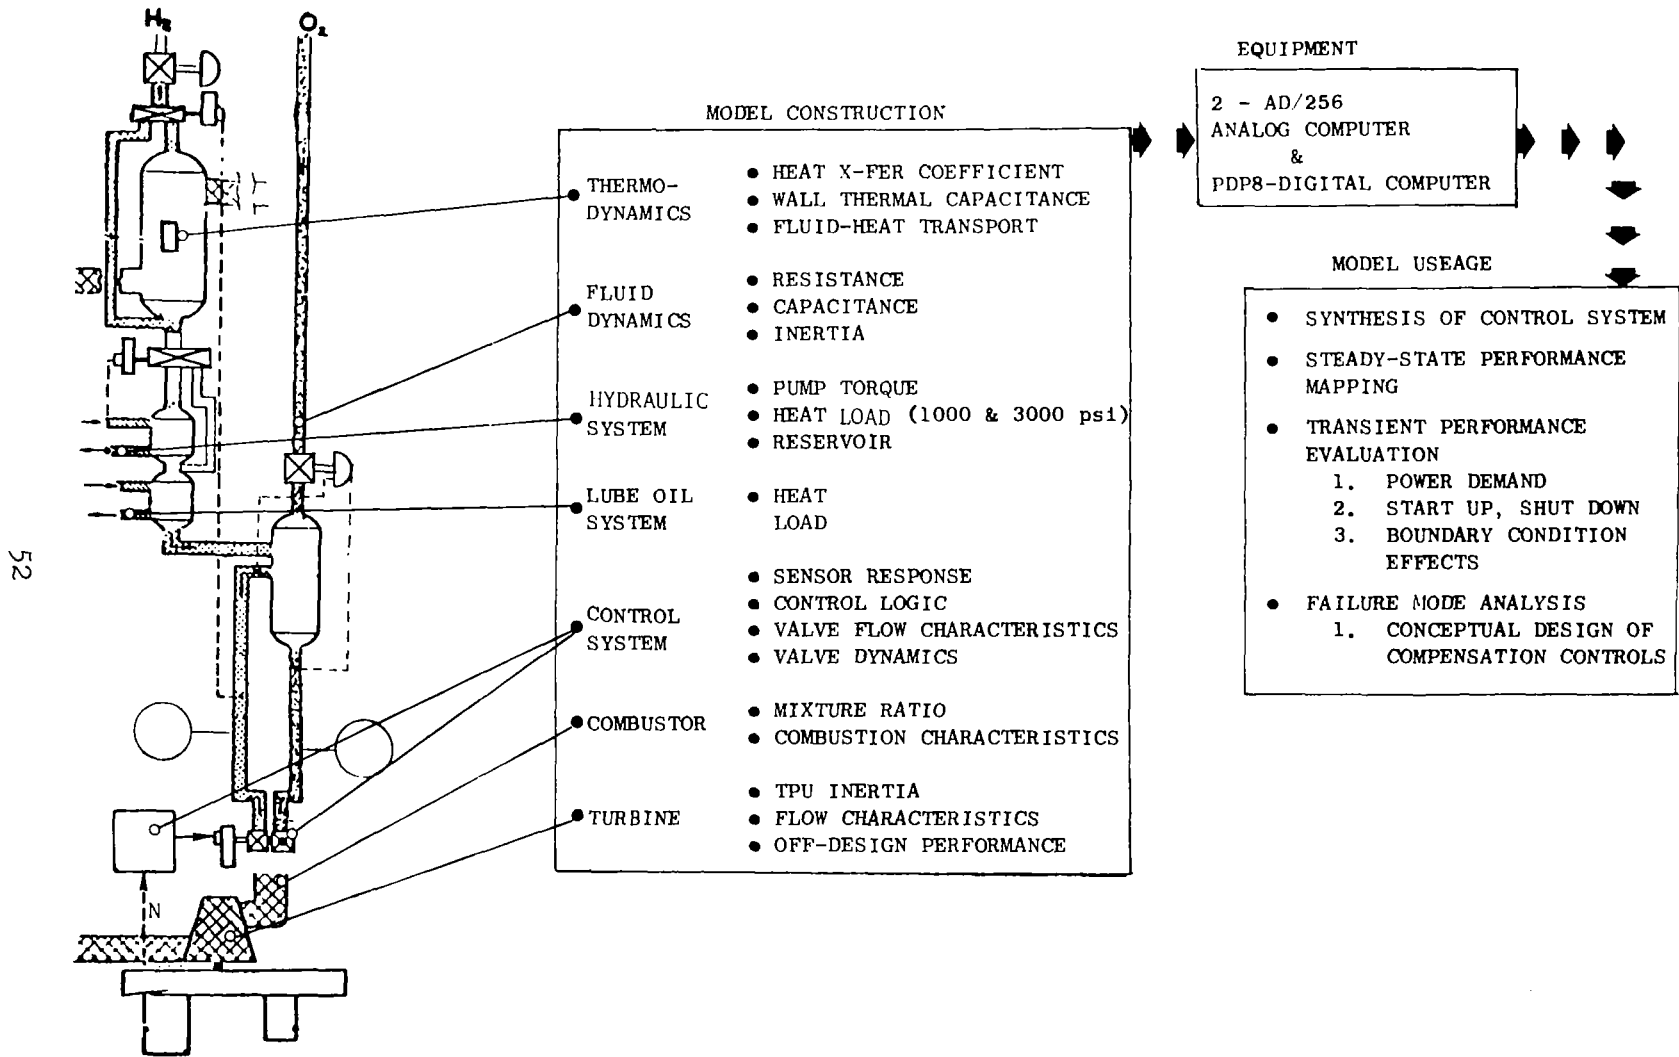 H₂
O₂
N
52
MODEL CONSTRUCTION
THERMO-
DYNAMICS
• HEAT X-FER COEFFICIENT
• WALL THERMAL CAPACITANCE
• FLUID-HEAT TRANSPORT
FLUID
DYNAMICS
• RESISTANCE
• CAPACITANCE
• INERTIA
HYDRAULIC
SYSTEM
• PUMP TORQUE
• HEAT LOAD (1000 & 3000 psi)
• RESERVOIR
LUBE OIL
SYSTEM
• HEAT
LOAD
CONTROL
SYSTEM
• SENSOR RESPONSE
• CONTROL LOGIC
• VALVE FLOW CHARACTERISTICS
• VALVE DYNAMICS
COMBUSTOR
• MIXTURE RATIO
• COMBUSTION CHARACTERISTICS
TURBINE
• TPU INERTIA
• FLOW CHARACTERISTICS
• OFF-DESIGN PERFORMANCE
EQUIPMENT
2 - AD/256
ANALOG COMPUTER
&
PDP8-DIGITAL COMPUTER
MODEL USEAGE
• SYNTHESIS OF CONTROL SYSTEM
• STEADY-STATE PERFORMANCE
MAPPING
• TRANSIENT PERFORMANCE
EVALUATION
1. POWER DEMAND
2. START UP, SHUT DOWN
3. BOUNDARY CONDITION
EFFECTS
• FAILURE MODE ANALYSIS
1. CONCEPTUAL DESIGN OF
COMPENSATION CONTROLS